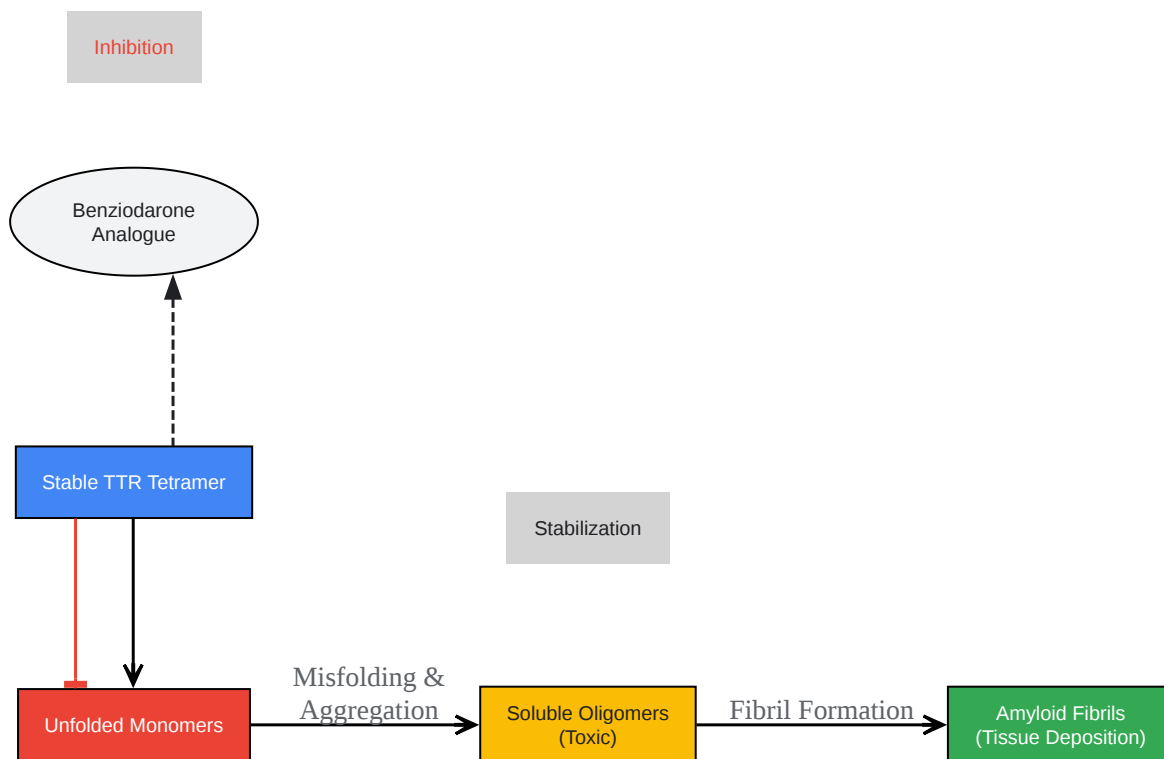 Inhibition
Benziodarone
Analogue
Stable TTR Tetramer
Stabilization
Misfolding &
Aggregation
Unfolded Monomers
Soluble Oligomers
(Toxic)
Fibril Formation
Amyloid Fibrils
(Tissue Deposition)